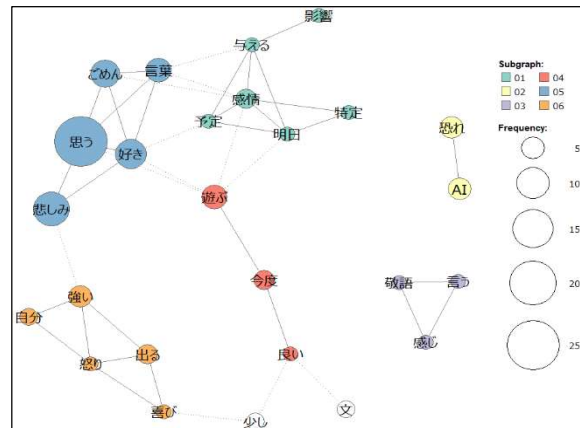 影響
与える
ごめん
言葉
感情
特定
予定
明日
思う
好き
恐れ
AI
遊ぶ
悲しみ
今度
敬語
言う
強い
自分
感じ
怒り
出る
良い
喜び
少し
文
Subgraph:
01 04
02 05
03 06
Frequency:
5
10
15
20
25